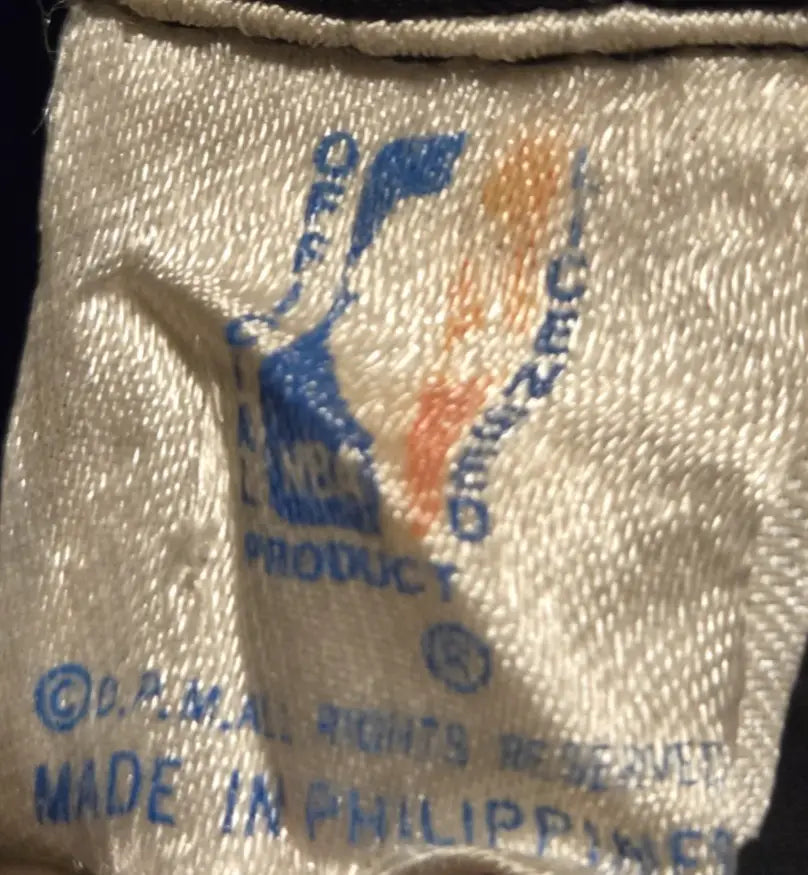 OFFICIAL
LICENSED
NBA
PRODUCT
®
©O.P.M. ALL RIGHTS RESERVED
MADE IN PHILIPPINES